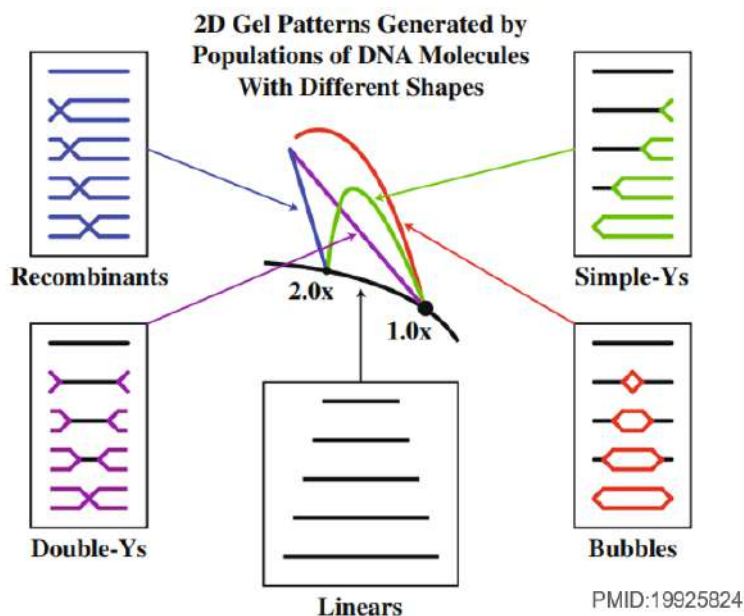 2D Gel Patterns Generated by
Populations of DNA Molecules
With Different Shapes
Recombinants
Simple-Ys
2.0x
1.0x
Double-Ys
Bubbles
Linears
PMID:19925824